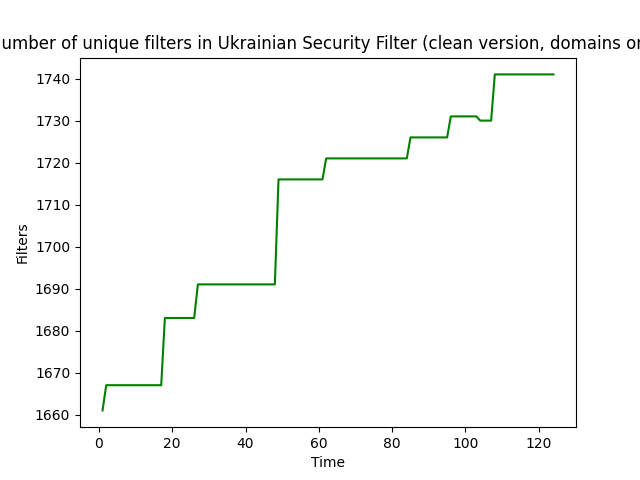 umber of unique filters in Ukrainian Security Filter (clean version, domains or
1740
1730
1720
1710
1700
1690
1680
1670
1660
Filters
0 20 40 60 80 100 120
Time